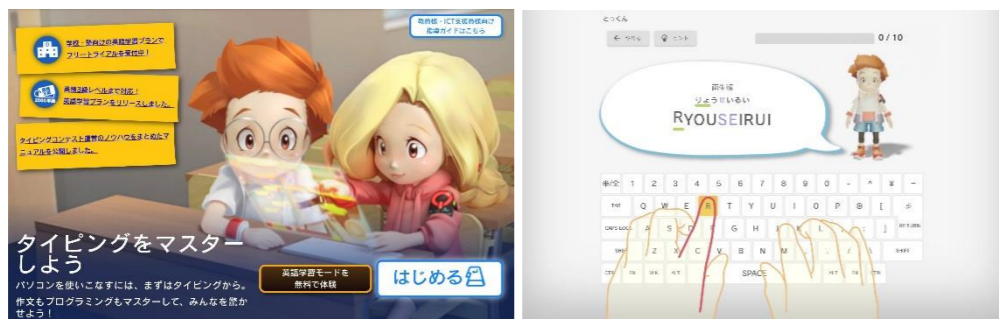 学校・塾向けの英語学習プランで
フリートライアルを受付中！
英語2級レベルまで対応！
英語学習プランをリリースしました。
タイピングコンテスト運営のノウハウをまとめたマ
ニュアルを公開しました。
教育様・ICT支援員様向け
指導ガイドはこちら
タイピングをマスター
しよう
パソコンを使いこなすには、まずはタイピングから。
作文もプログラミングもマスターして、みんなを驚か
せよう！
英語学習モードを
無料で体験
はじめる
とっくん
やめる
ヒント
0 / 10
両生類
りょうせいるい
RYOUSEIRUI
半/全 1 2 3 4 5 6 7 8 9 0 - ^ ¥
TAB Q W E R T Y U I O P @ [
CAPS LOCK A S D F G H J K L ; : ] RETURN
Z X C V B N M SHIFT
ALT SPACE ALT